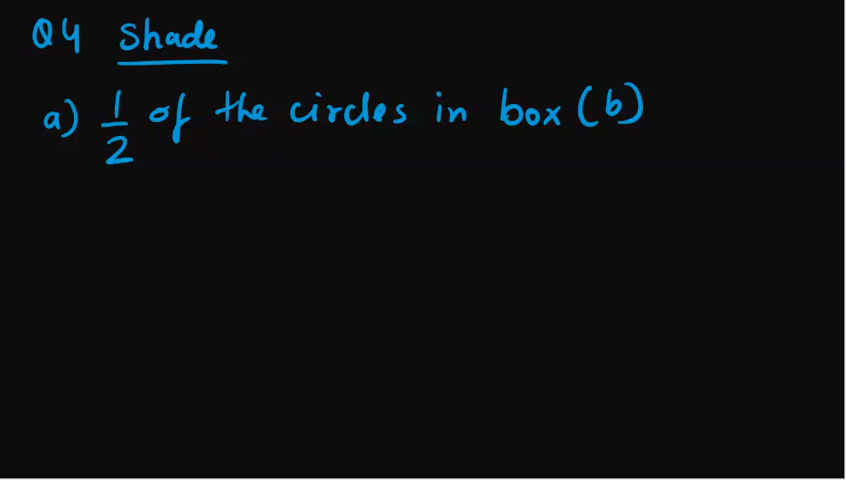 Q4 Shade
a) 1/2 of the circles in box (b)